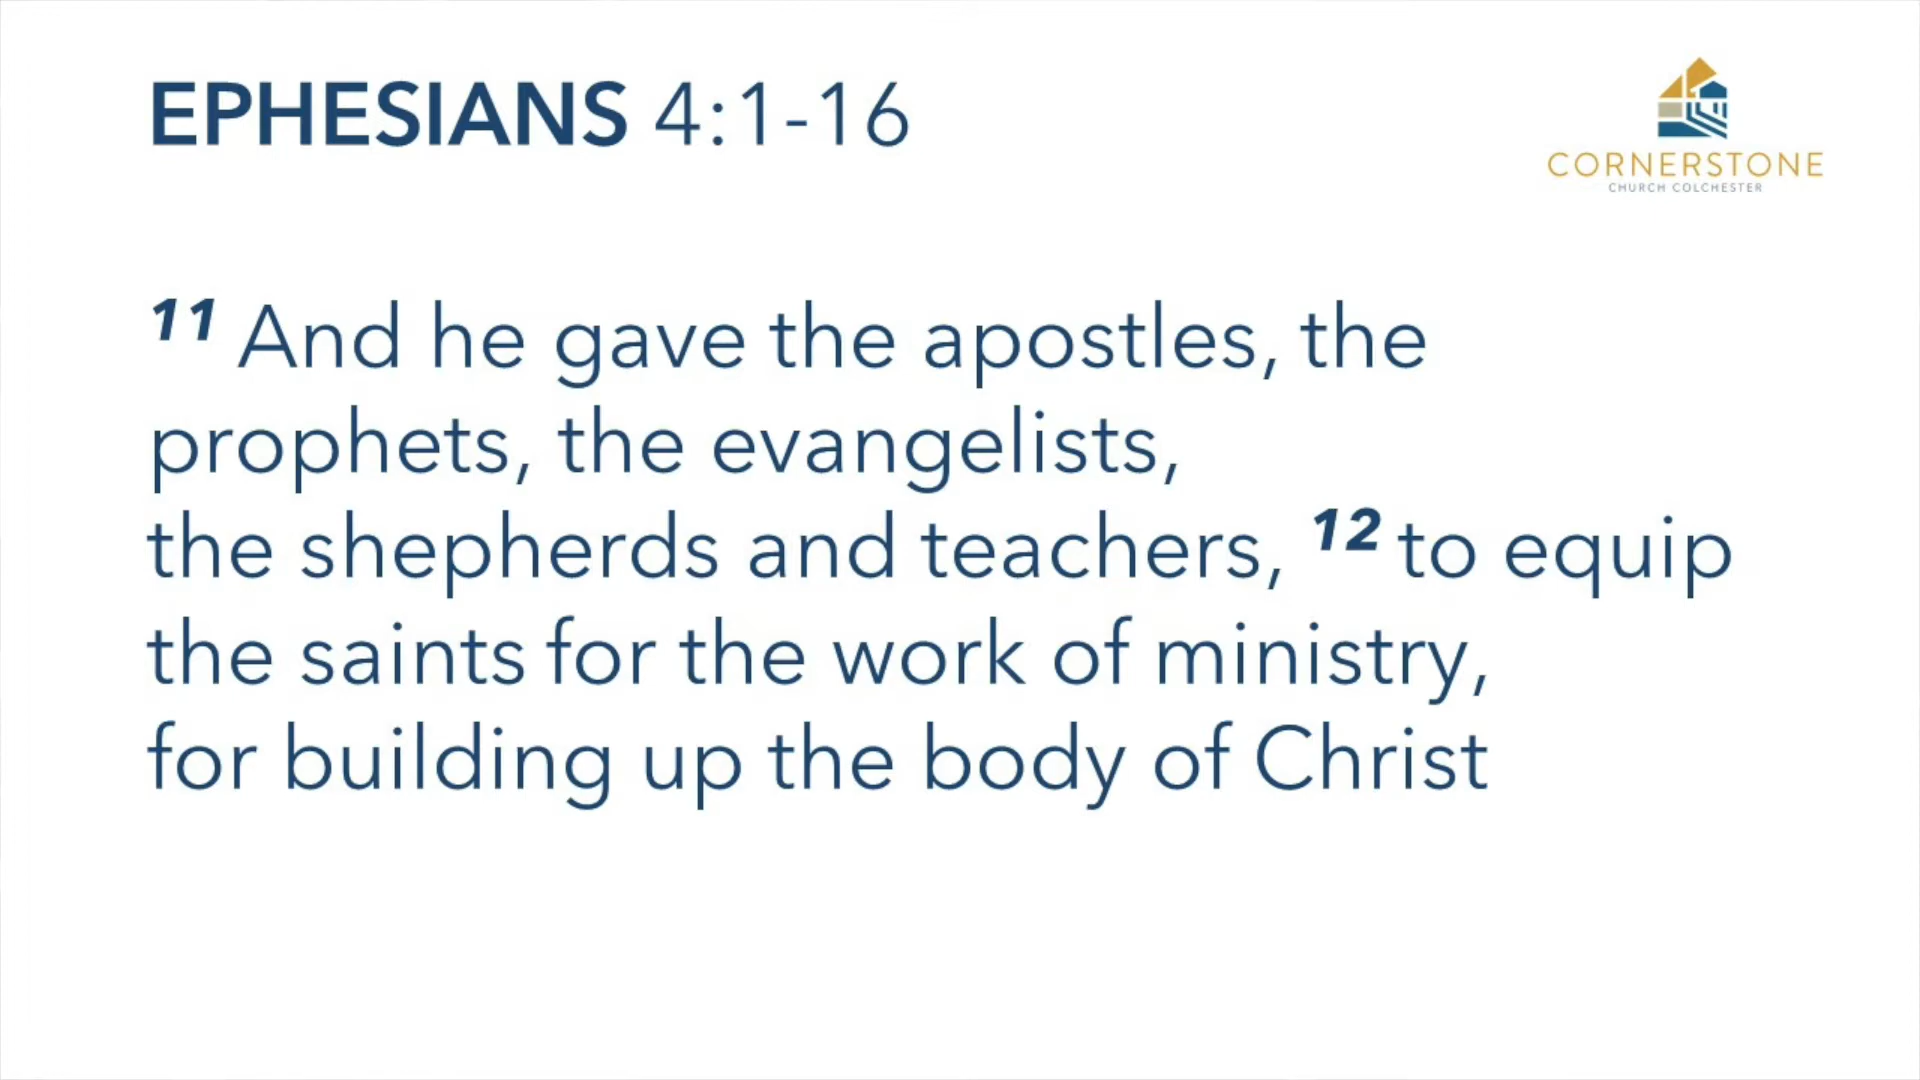 EPHESIANS 4:1-16
CORNERSTONE
CHURCH COLCHESTER
11 And he gave the apostles, the
prophets, the evangelists,
the shepherds and teachers, 12 to equip
the saints for the work of ministry,
for building up the body of Christ